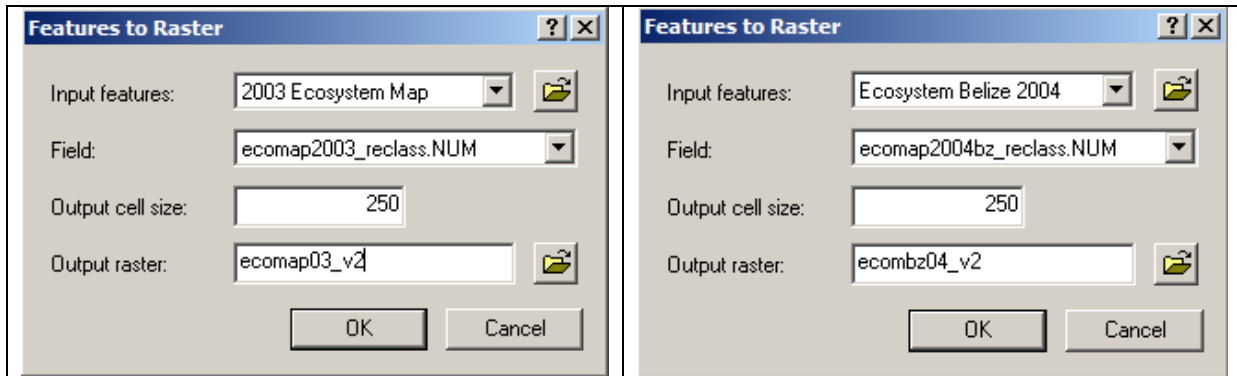 Features to Raster
Input features: 2003 Ecosystem Map
Field: ecomap2003_reclass.NUM
Output cell size: 250
Output raster: ecomap03_v2
OK Cancel
Features to Raster
Input features: Ecosystem Belize 2004
Field: ecomap2004bz_reclass.NUM
Output cell size: 250
Output raster: ecombz04_v2
OK Cancel